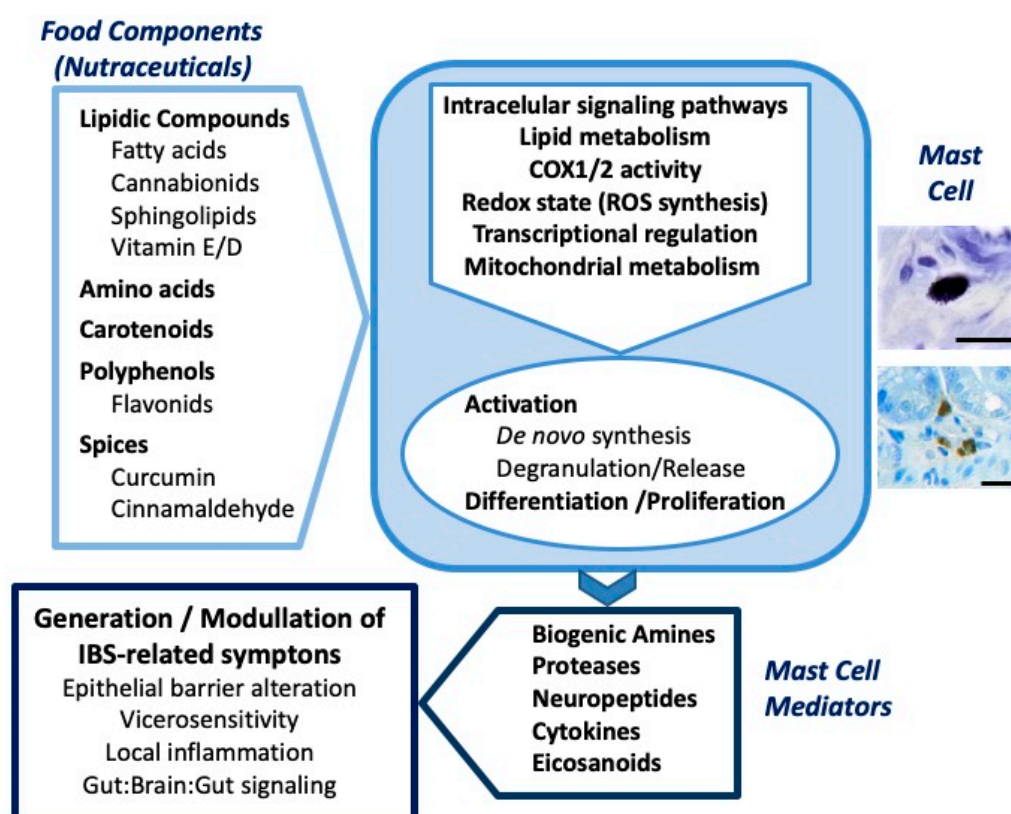 Food Components
(Nutraceuticals)
Lipidic Compounds
Fatty acids
Cannabionids
Sphingolipids
Vitamin E/D
Amino acids
Carotenoids
Polyphenols
Flavonids
Spices
Curcumin
Cinnamaldehyde
Intracelular signaling pathways
Lipid metabolism
COX1/2 activity
Redox state (ROS synthesis)
Transcriptional regulation
Mitochondrial metabolism
Activation
De novo synthesis
Degranulation/Release
Differentiation /Proliferation
Mast
Cell
Biogenic Amines
Proteases
Neuropeptides
Cytokines
Eicosanoids
Mast Cell
Mediators
Generation / Modullation of
IBS-related symptons
Epithelial barrier alteration
Vicerosensitivity
Local inflammation
Gut:Brain:Gut signaling